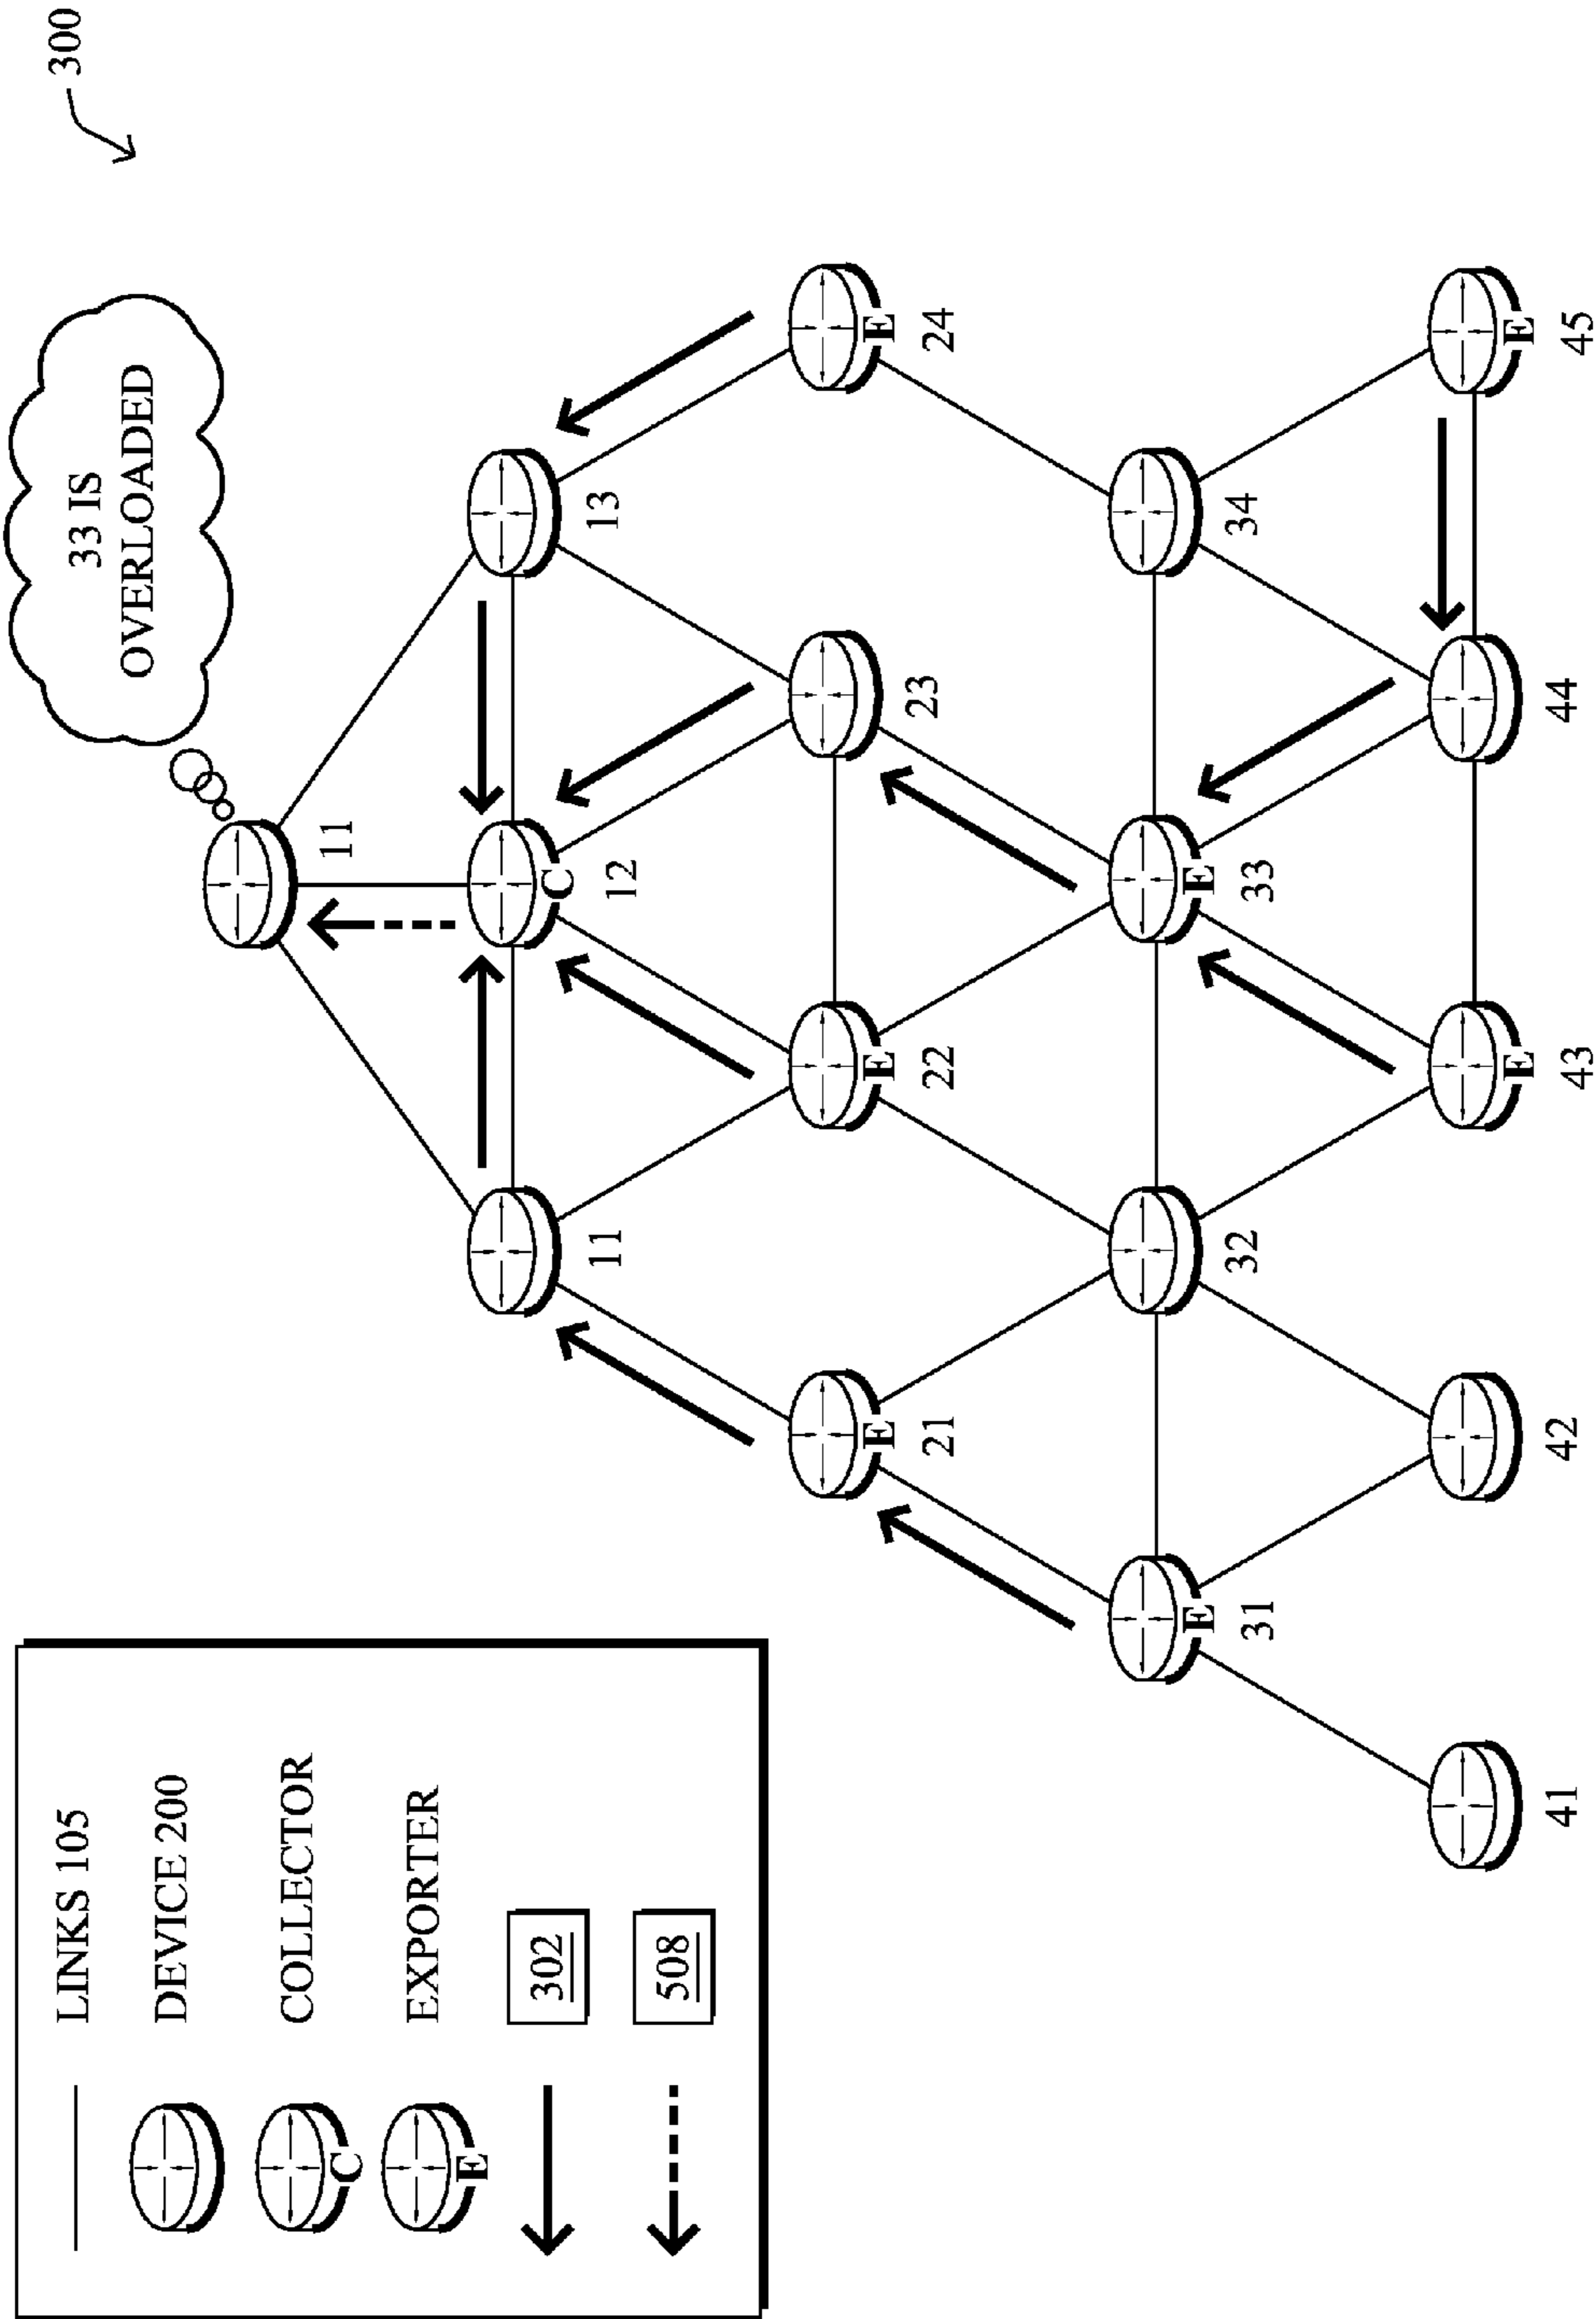 LINKS 105
DEVICE 200
C
COLLECTOR
E
EXPORTER
302
508
300
33 IS
OVERLOADED
11
11
C
12
13
E
21
E
22
23
E
24
E
31
32
E
33
34
41
42
E
43
44
E
45